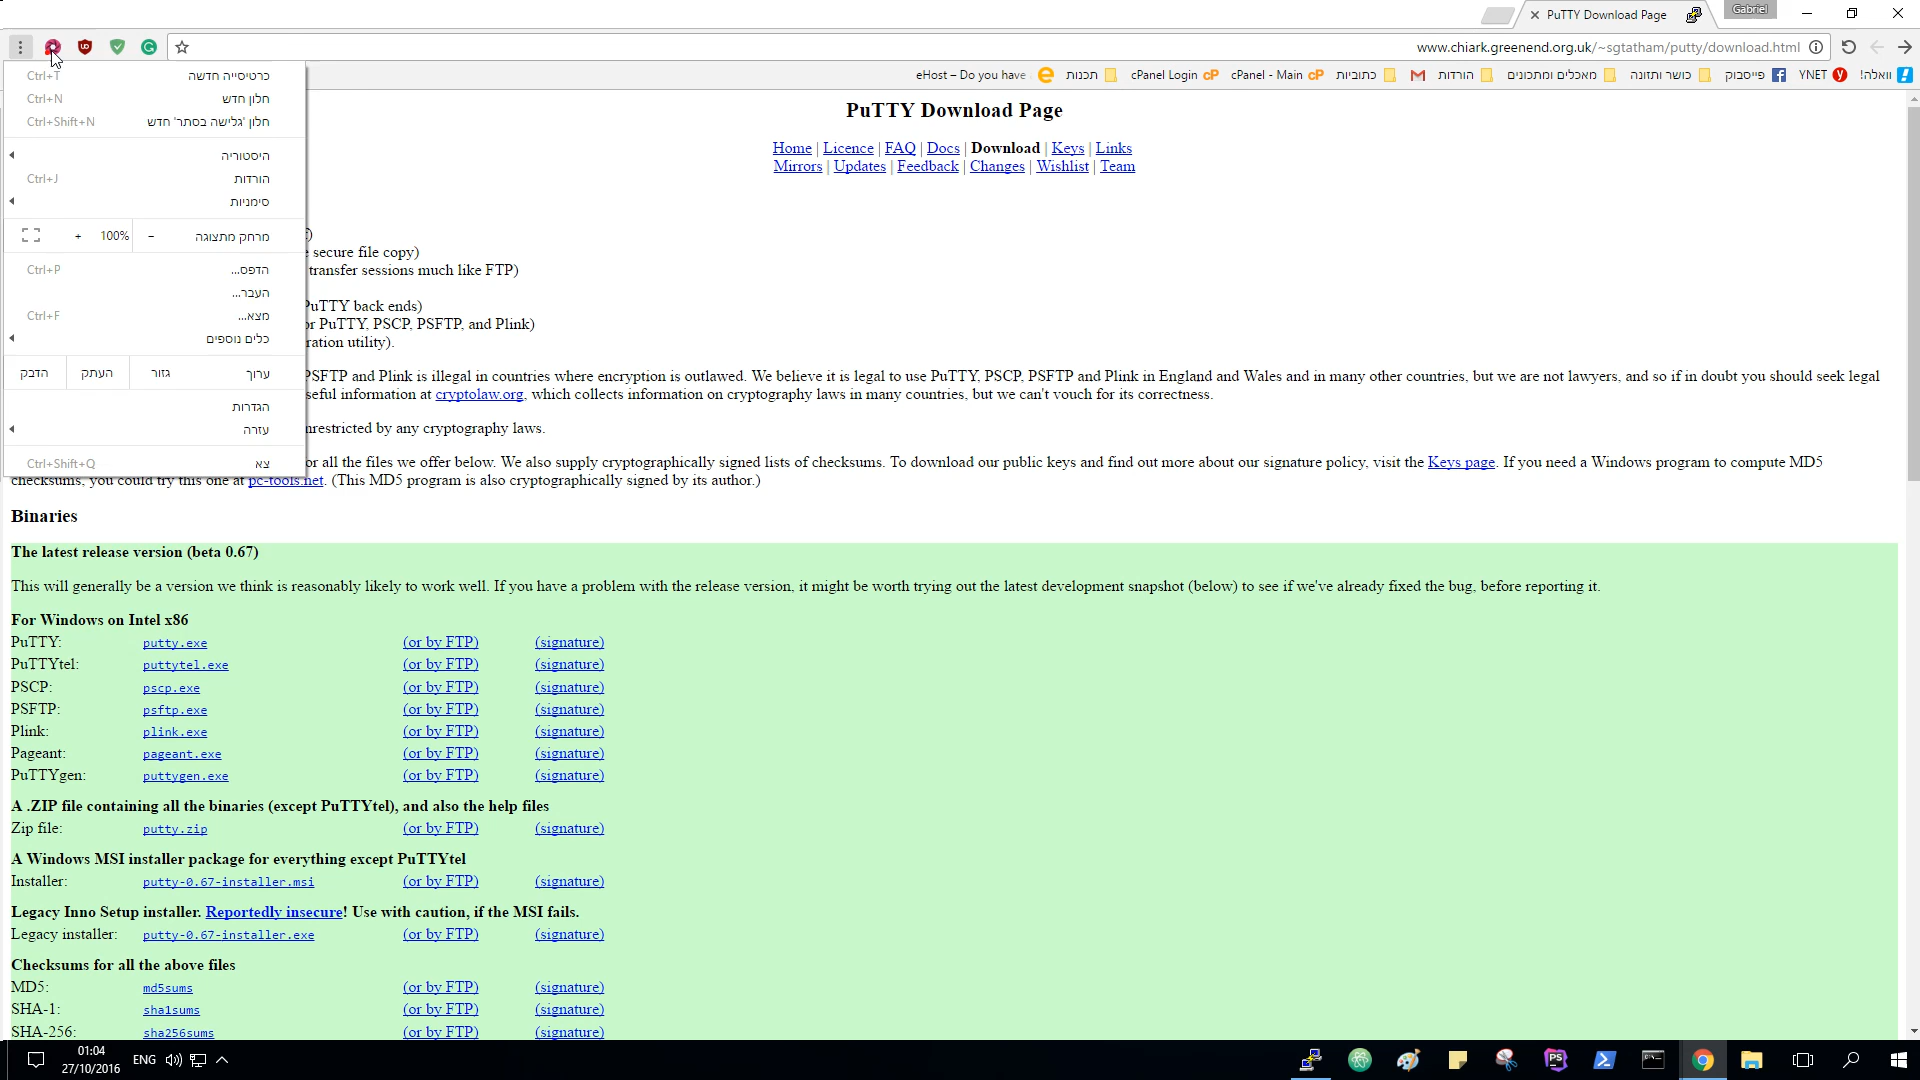 PuTTY Download Page
Gabriel
www.chiark.greenend.org.uk/~sgtatham/putty/download.html
eHost – Do you have
תכנות
cPanel Login
cPanel - Main
כתוביות
הורדות
מאכלים ומתכונים
כושר ותזונה
פייסבוק
YNET
וואלה!
כרטיסייה חדשה Ctrl+T
חלון חדש Ctrl+N
חלון 'גלישה בסתר' חדש Ctrl+Shift+N
היסטוריה
הורדות Ctrl+J
סימניות
מרחק מתצוגה − 100% +
הדפס... Ctrl+P
העבר...
מצא... Ctrl+F
כלים נוספים
ערוך גזור העתק הדבק
הגדרות
עזרה
צא Ctrl+Shift+Q
PuTTY Download Page
Home | Licence | FAQ | Docs | Download | Keys | Links
Mirrors | Updates | Feedback | Changes | Wishlist | Team
secure file copy)
transfer sessions much like FTP)
PuTTY back ends)
or PuTTY, PSCP, PSFTP, and Plink)
ration utility).
PSFTP and Plink is illegal in countries where encryption is outlawed. We believe it is legal to use PuTTY, PSCP, PSFTP and Plink in England and Wales and in many other countries, but we are not lawyers, and so if in doubt you should seek legal
seful information at cryptolaw.org, which collects information on cryptography laws in many countries, but we can't vouch for its correctness.
nrestricted by any cryptography laws.
or all the files we offer below. We also supply cryptographically signed lists of checksums. To download our public keys and find out more about our signature policy, visit the Keys page. If you need a Windows program to compute MD5
checksums, you could try this one at pc-tools.net. (This MD5 program is also cryptographically signed by its author.)
Binaries
The latest release version (beta 0.67)
This will generally be a version we think is reasonably likely to work well. If you have a problem with the release version, it might be worth trying out the latest development snapshot (below) to see if we've already fixed the bug, before reporting it.
For Windows on Intel x86
PuTTY: putty.exe (or by FTP) (signature)
PuTTYtel: puttytel.exe (or by FTP) (signature)
PSCP: pscp.exe (or by FTP) (signature)
PSFTP: psftp.exe (or by FTP) (signature)
Plink: plink.exe (or by FTP) (signature)
Pageant: pageant.exe (or by FTP) (signature)
PuTTYgen: puttygen.exe (or by FTP) (signature)
A .ZIP file containing all the binaries (except PuTTYtel), and also the help files
Zip file: putty.zip (or by FTP) (signature)
A Windows MSI installer package for everything except PuTTYtel
Installer: putty-0.67-installer.msi (or by FTP) (signature)
Legacy Inno Setup installer. Reportedly insecure! Use with caution, if the MSI fails.
Legacy installer: putty-0.67-installer.exe (or by FTP) (signature)
Checksums for all the above files
MD5: md5sums (or by FTP) (signature)
SHA-1: sha1sums (or by FTP) (signature)
SHA-256: sha256sums (or by FTP) (signature)
01:04
27/10/2016
ENG